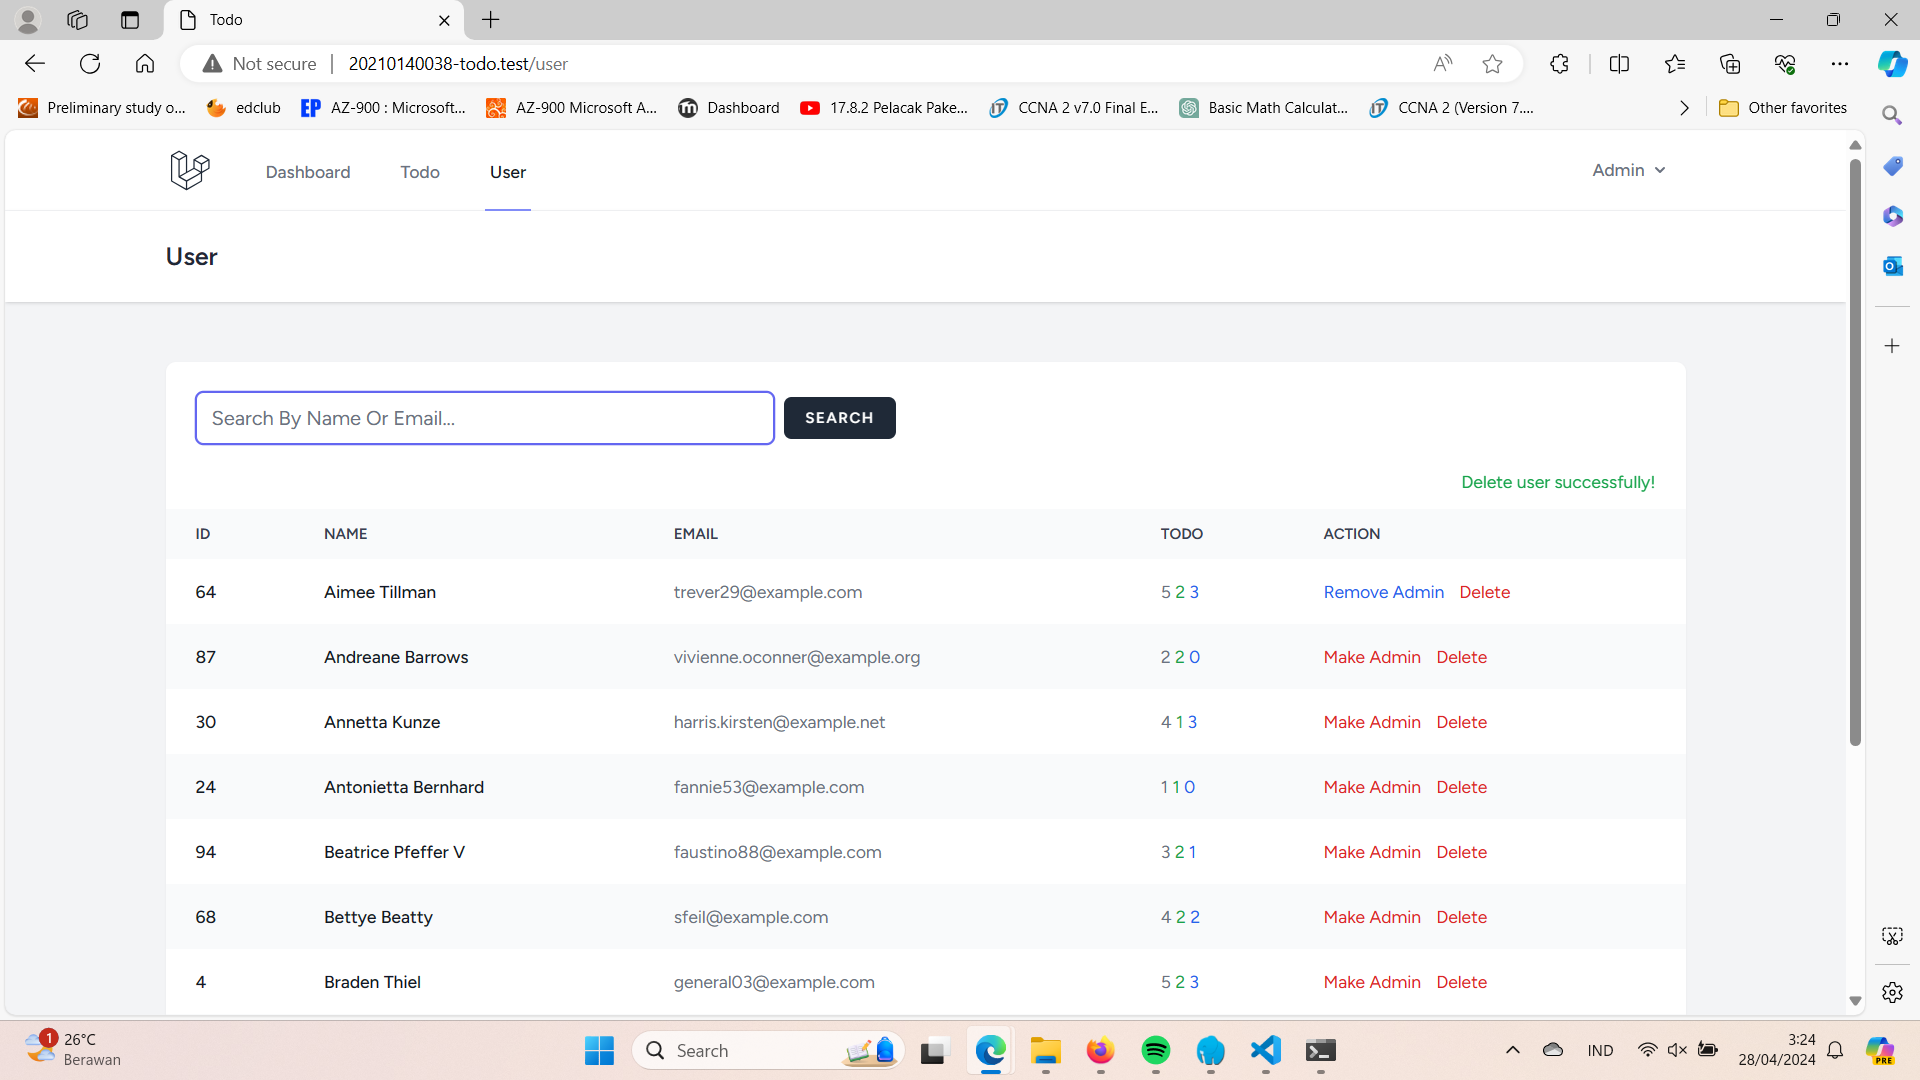 Todo
Not secure 20210140038-todo.test/user
Preliminary study o... edclub EP AZ-900 : Microsoft... AZ-900 Microsoft A... Dashboard 17.8.2 Pelacak Pake... CCNA 2 v7.0 Final E... Basic Math Calculat... CCNA 2 (Version 7.... Other favorites
Dashboard Todo User Admin
User
Search By Name Or Email... SEARCH
Delete user successfully!
ID NAME EMAIL TODO ACTION
64 Aimee Tillman trever29@example.com 5 2 3 Remove Admin Delete
87 Andreane Barrows vivienne.oconner@example.org 2 2 0 Make Admin Delete
30 Annetta Kunze harris.kirsten@example.net 4 1 3 Make Admin Delete
24 Antonietta Bernhard fannie53@example.com 1 1 0 Make Admin Delete
94 Beatrice Pfeffer V faustino88@example.com 3 2 1 Make Admin Delete
68 Bettye Beatty sfeil@example.com 4 2 2 Make Admin Delete
4 Braden Thiel general03@example.com 5 2 3 Make Admin Delete
1 26°C
Berawan
Search
IND
3:24
28/04/2024
PRE